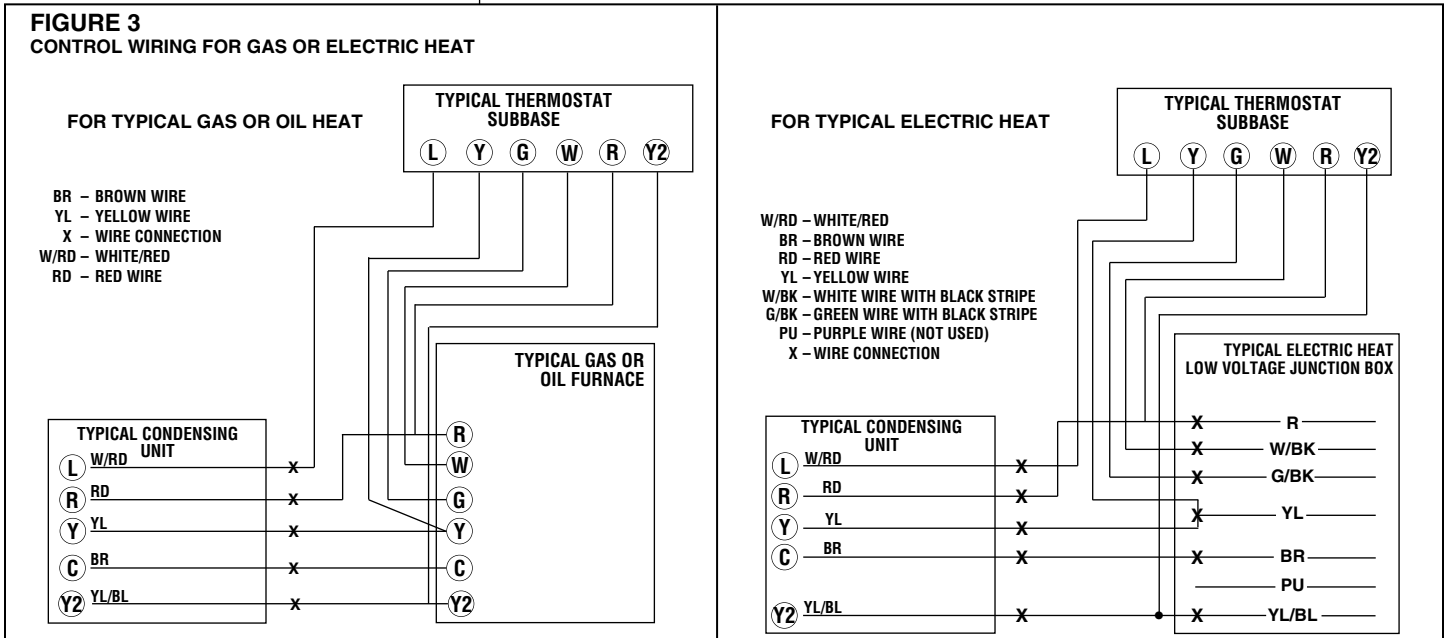 FIGURE 3
CONTROL WIRING FOR GAS OR ELECTRIC HEAT
FOR TYPICAL GAS OR OIL HEAT
TYPICAL THERMOSTAT
SUBBASE
L Y G W R Y2
BR – BROWN WIRE
YL – YELLOW WIRE
X – WIRE CONNECTION
W/RD – WHITE/RED
RD – RED WIRE
TYPICAL GAS OR
OIL FURNACE
R
W
G
Y
C
Y2
TYPICAL CONDENSING
UNIT
L W/RD X
R RD X
Y YL X
C BR X
Y2 YL/BL X
FOR TYPICAL ELECTRIC HEAT
TYPICAL THERMOSTAT
SUBBASE
L Y G W R Y2
W/RD – WHITE/RED
BR – BROWN WIRE
RD – RED WIRE
YL – YELLOW WIRE
W/BK – WHITE WIRE WITH BLACK STRIPE
G/BK – GREEN WIRE WITH BLACK STRIPE
PU – PURPLE WIRE (NOT USED)
X – WIRE CONNECTION
TYPICAL ELECTRIC HEAT
LOW VOLTAGE JUNCTION BOX
X R
X W/BK
X G/BK
X YL
X BR
PU
X YL/BL
TYPICAL CONDENSING
UNIT
L W/RD X
R RD X
Y YL X
C BR X
Y2 YL/BL X